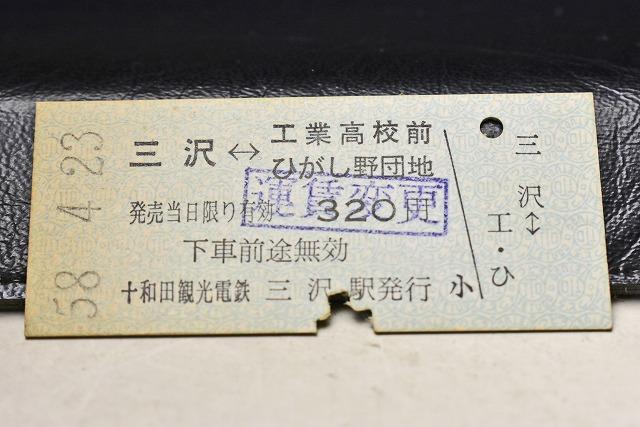 58 4 23
三沢↔工業高校前
ひがし野団地
発売当日限り有効 320円
運賃変更
下車前途無効
十和田観光電鉄 三沢駅発行 小
三沢↔
工・ひ